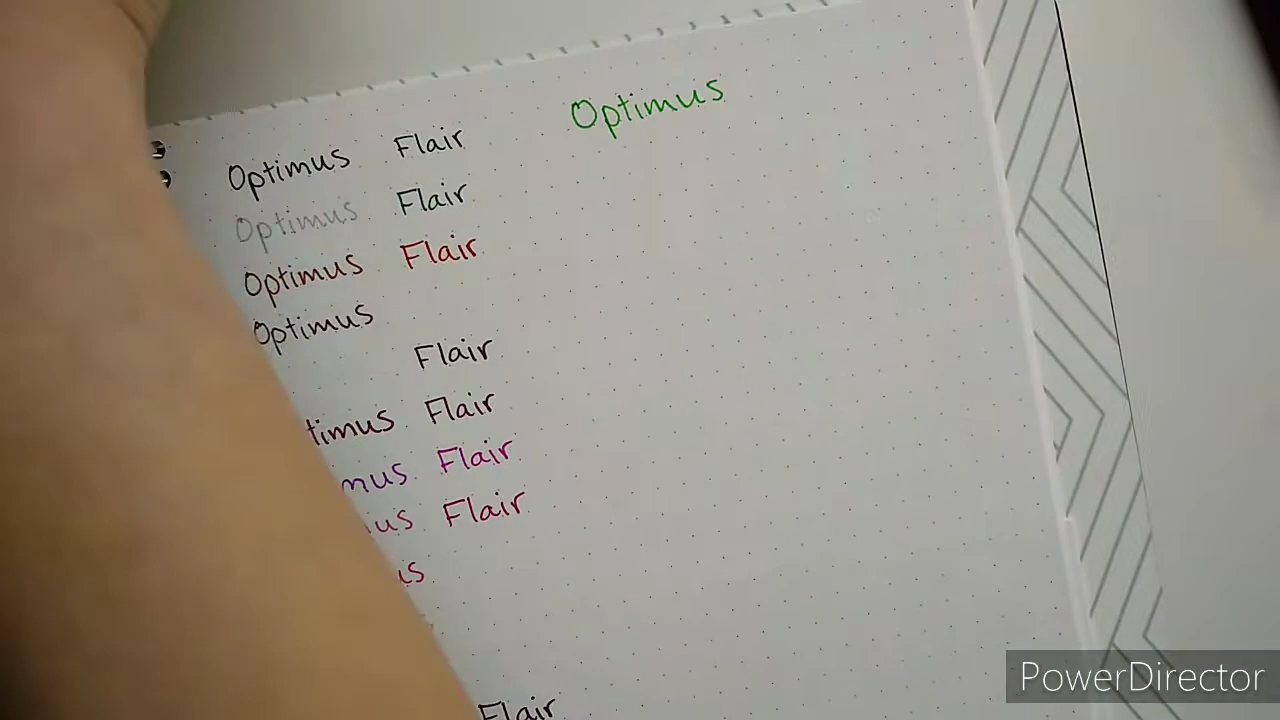 Optimus Flair Optimus
Optimus Flair
Optimus Flair
Optimus
Flair
timus Flair
mus Flair
us Flair
us
Flair
PowerDirector